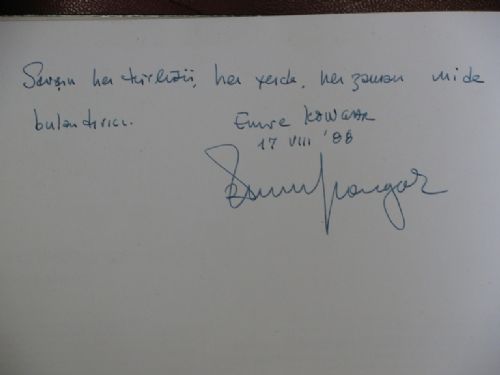 Savaşın her türlüsü, her yerde, her zaman mide
bulandırıcı.
Emre KONGAR
17 VIII '88